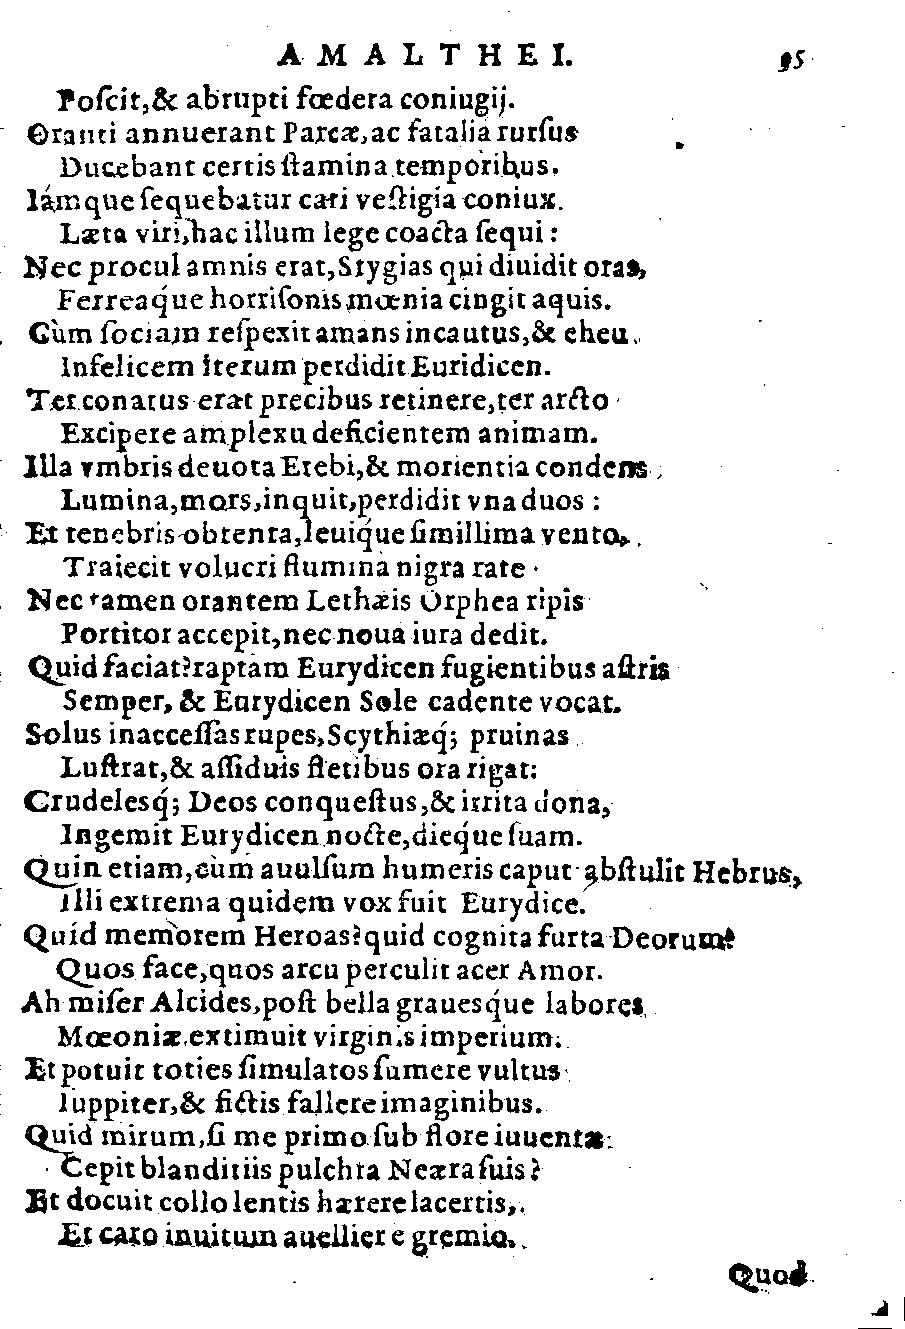 AMALTHEI. 95
Poſcit,& abrupti fœdera coniugij.
Oranti annuerant Parcæ,ac fatalia rurſus
Ducebant certis ſtamina temporibus.
Iámque ſequebatur cari veſtigia coniux.
Læta viri,hac illum lege coacta ſequi:
Nec procul amnis erat,Stygias qui diuidit oras,
Ferreaq́ue horriſonis mœnia cingit aquis.
Cùm ſociam reſpexit amans incautus,& eheu.
Infelicem iterum perdidit Euridicen.
Ter conatus erat precibus retinere,ter arcto
Excipere amplexu deficientem animam.
Illa vmbris deuota Erebi,& morientia condens
Lumina,mors,inquit,perdidit vna duos:
Et tenebris obtenta,leuiq́ue ſimillima vento,
Traiecit volucri flumina nigra rate.
Nec tamen orantem Lethæis Orphea ripis
Portitor accepit,nec noua iura dedit.
Quid faciat?raptam Eurydicen fugientibus aſtris
Semper, & Eurydicen Sole cadente vocat.
Solus inacceſſas rupes,Scythiæq́; pruinas
Luſtrat,& aſſiduis fletibus ora rigat:
Crudelesq́; Deos conqueſtus,& irrita dona,
Ingemit Eurydicen nocte,dieque ſuam.
Quin etiam,cùm auulſum humeris caput abſtulit Hebrus,
Illi extrema quidem vox fuit Eurydice.
Quid memorem Heroas?quid cognita furta Deorum?
Quos face,quos arcu perculit acer Amor.
Ah miſer Alcides,poſt bella grauesq́ue labores
Mœoniæ extimuit virginis imperium.
Et potuit toties ſimulatos ſumere vultus
Iuppiter,& fictis fallere imaginibus.
Quid mirum,ſi me primo ſub flore iuuentæ
Cepit blanditiis pulchra Neæra ſuis?
Et docuit collo lentis hærere lacertis,
Et caro inuitum auellier e gremio.
Quod